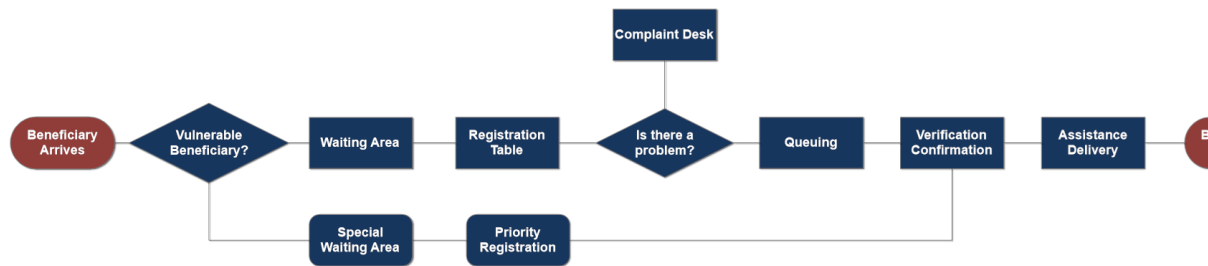 Complaint Desk
Beneficiary
Arrives
Vulnerable
Beneficiary?
Waiting Area
Registration
Table
Is there a
problem?
Queuing
Verification
Confirmation
Assistance
Delivery
Special
Waiting Area
Priority
Registration